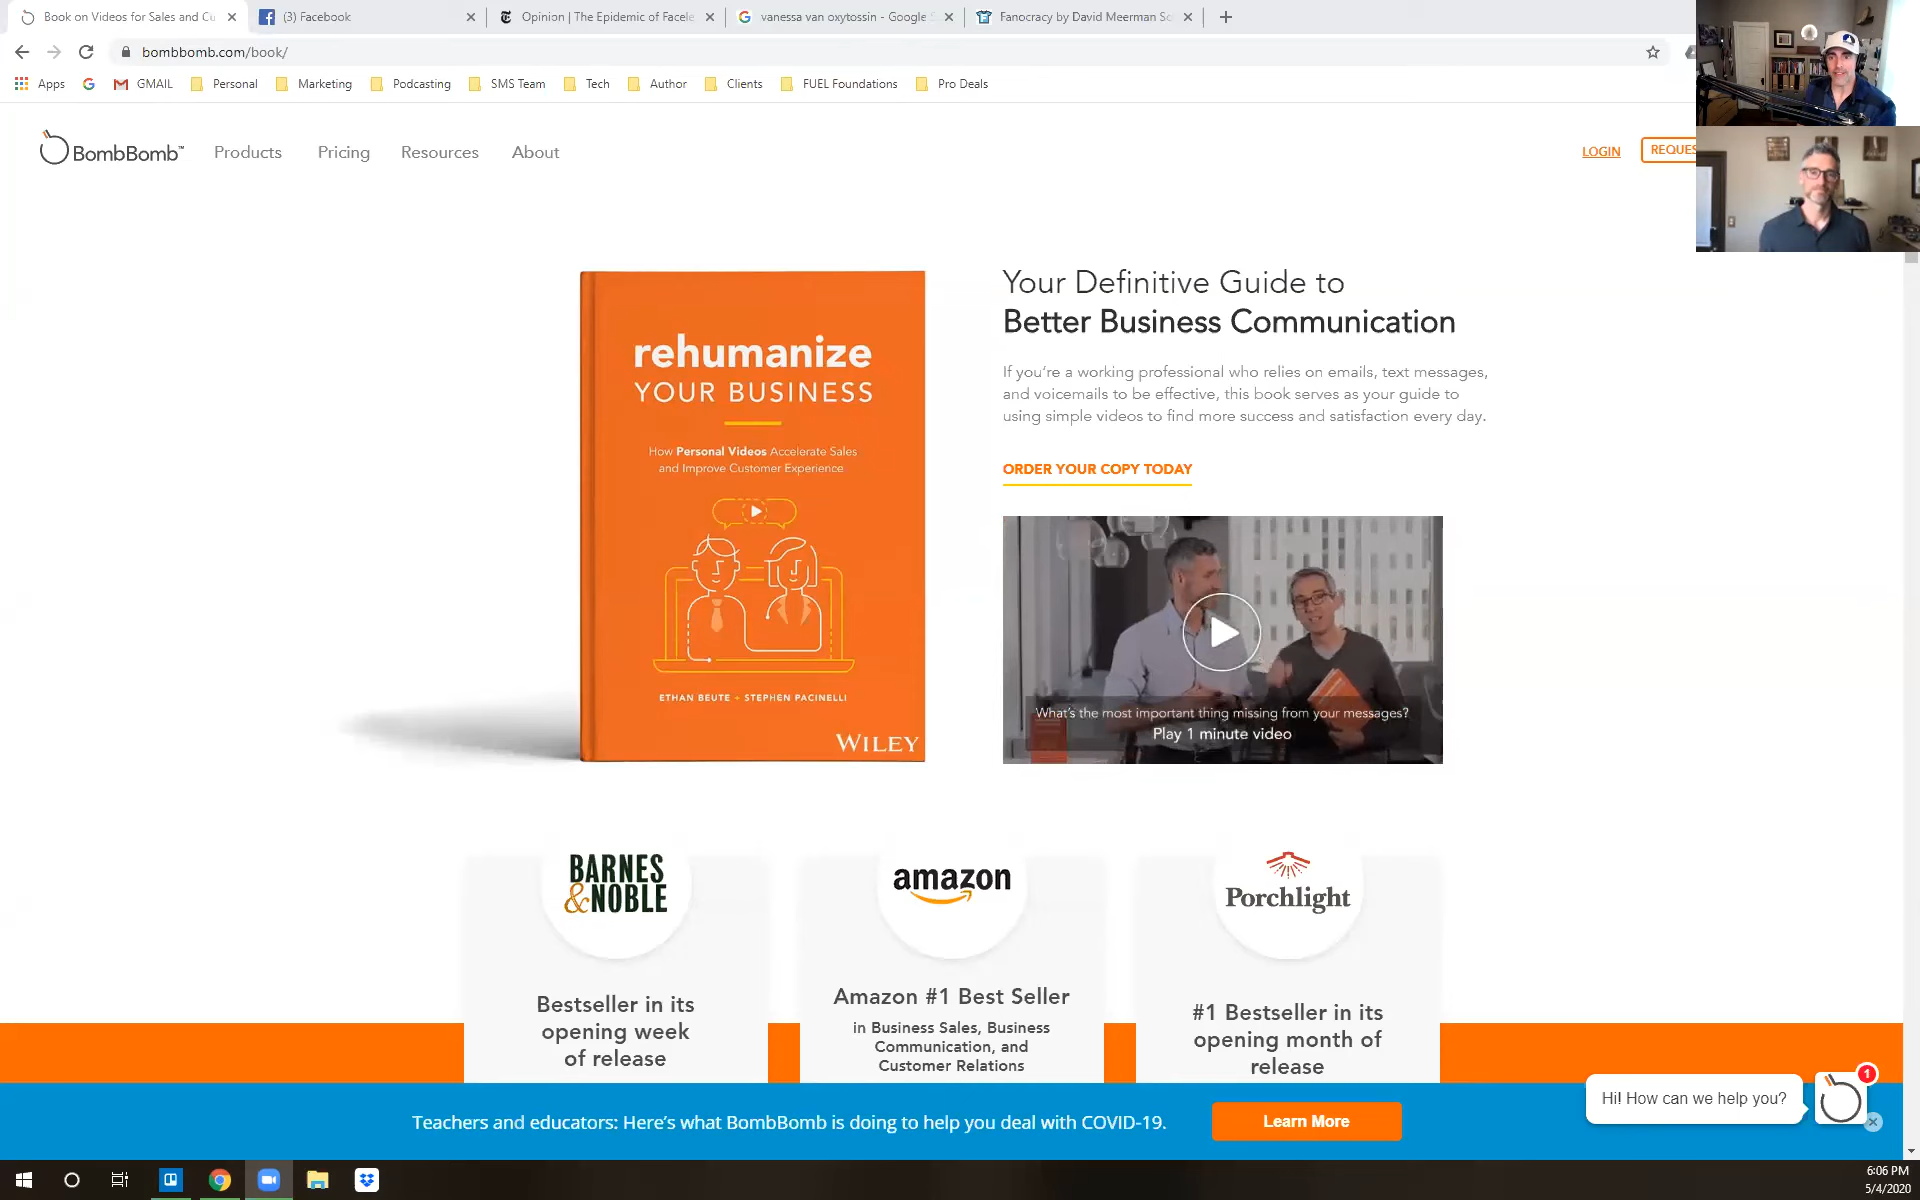 Book on Videos for Sales and Cu
(3) Facebook
Opinion | The Epidemic of Facele
vanessa van oxytossin - Google S
Fanocracy by David Meerman Sc
bombbomb.com/book/
Apps
GMAIL
Personal
Marketing
Podcasting
SMS Team
Tech
Author
Clients
FUEL Foundations
Pro Deals
BombBomb™
Products
Pricing
Resources
About
LOGIN
REQUES
rehumanize
YOUR BUSINESS
How Personal Videos Accelerate Sales
and Improve Customer Experience
ETHAN BEUTE + STEPHEN PACINELLI
WILEY
Your Definitive Guide to
Better Business Communication
If you're a working professional who relies on emails, text messages,
and voicemails to be effective, this book serves as your guide to
using simple videos to find more success and satisfaction every day.
ORDER YOUR COPY TODAY
What's the most important thing missing from your messages?
Play 1 minute video
BARNES
&NOBLE
Bestseller in its
opening week
of release
amazon
Amazon #1 Best Seller
in Business Sales, Business
Communication, and
Customer Relations
Porchlight
#1 Bestseller in its
opening month of
release
Teachers and educators: Here's what BombBomb is doing to help you deal with COVID-19.
Learn More
Hi! How can we help you?
1
6:06 PM
5/4/2020